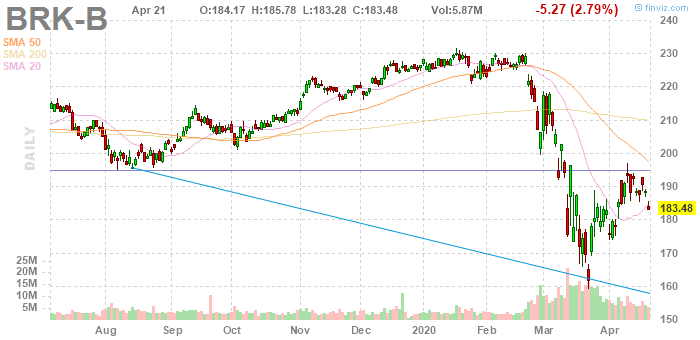 BRK-B Apr 21 O:184.17 H:185.78 L:183.28 C:183.48 Vol:5.87M -5.27 (2.79%)
© finviz.com
SMA 50
SMA 200
SMA 20
DAILY
240
230
220
210
200
190
183.48
180
170
160
150
25M
20M
15M
10M
5M
Aug Sep Oct Nov Dec 2020 Feb Mar Apr